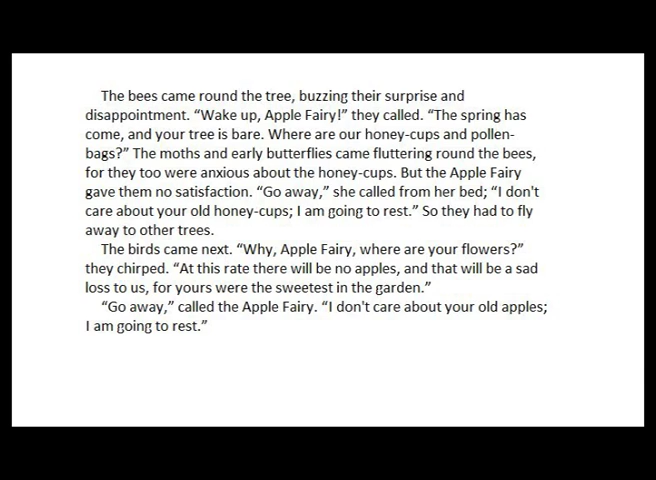 The bees came round the tree, buzzing their surprise and
disappointment. “Wake up, Apple Fairy!” they called. “The spring has
come, and your tree is bare. Where are our honey-cups and pollen-
bags?” The moths and early butterflies came fluttering round the bees,
for they too were anxious about the honey-cups. But the Apple Fairy
gave them no satisfaction. “Go away,” she called from her bed; “I don't
care about your old honey-cups; I am going to rest.” So they had to fly
away to other trees.
The birds came next. “Why, Apple Fairy, where are your flowers?”
they chirped. “At this rate there will be no apples, and that will be a sad
loss to us, for yours were the sweetest in the garden.”
“Go away,” called the Apple Fairy. “I don't care about your old apples;
I am going to rest.”